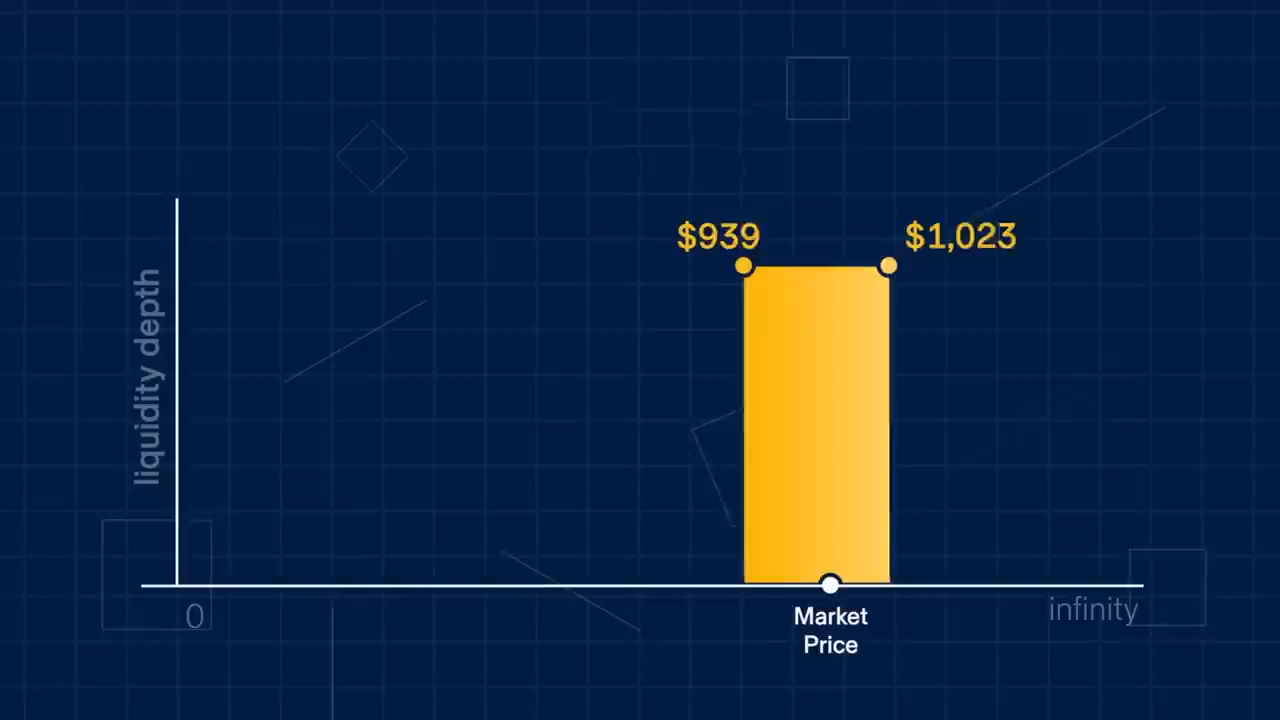 $939
$1,023
liquidity depth
0
Market
Price
infinity